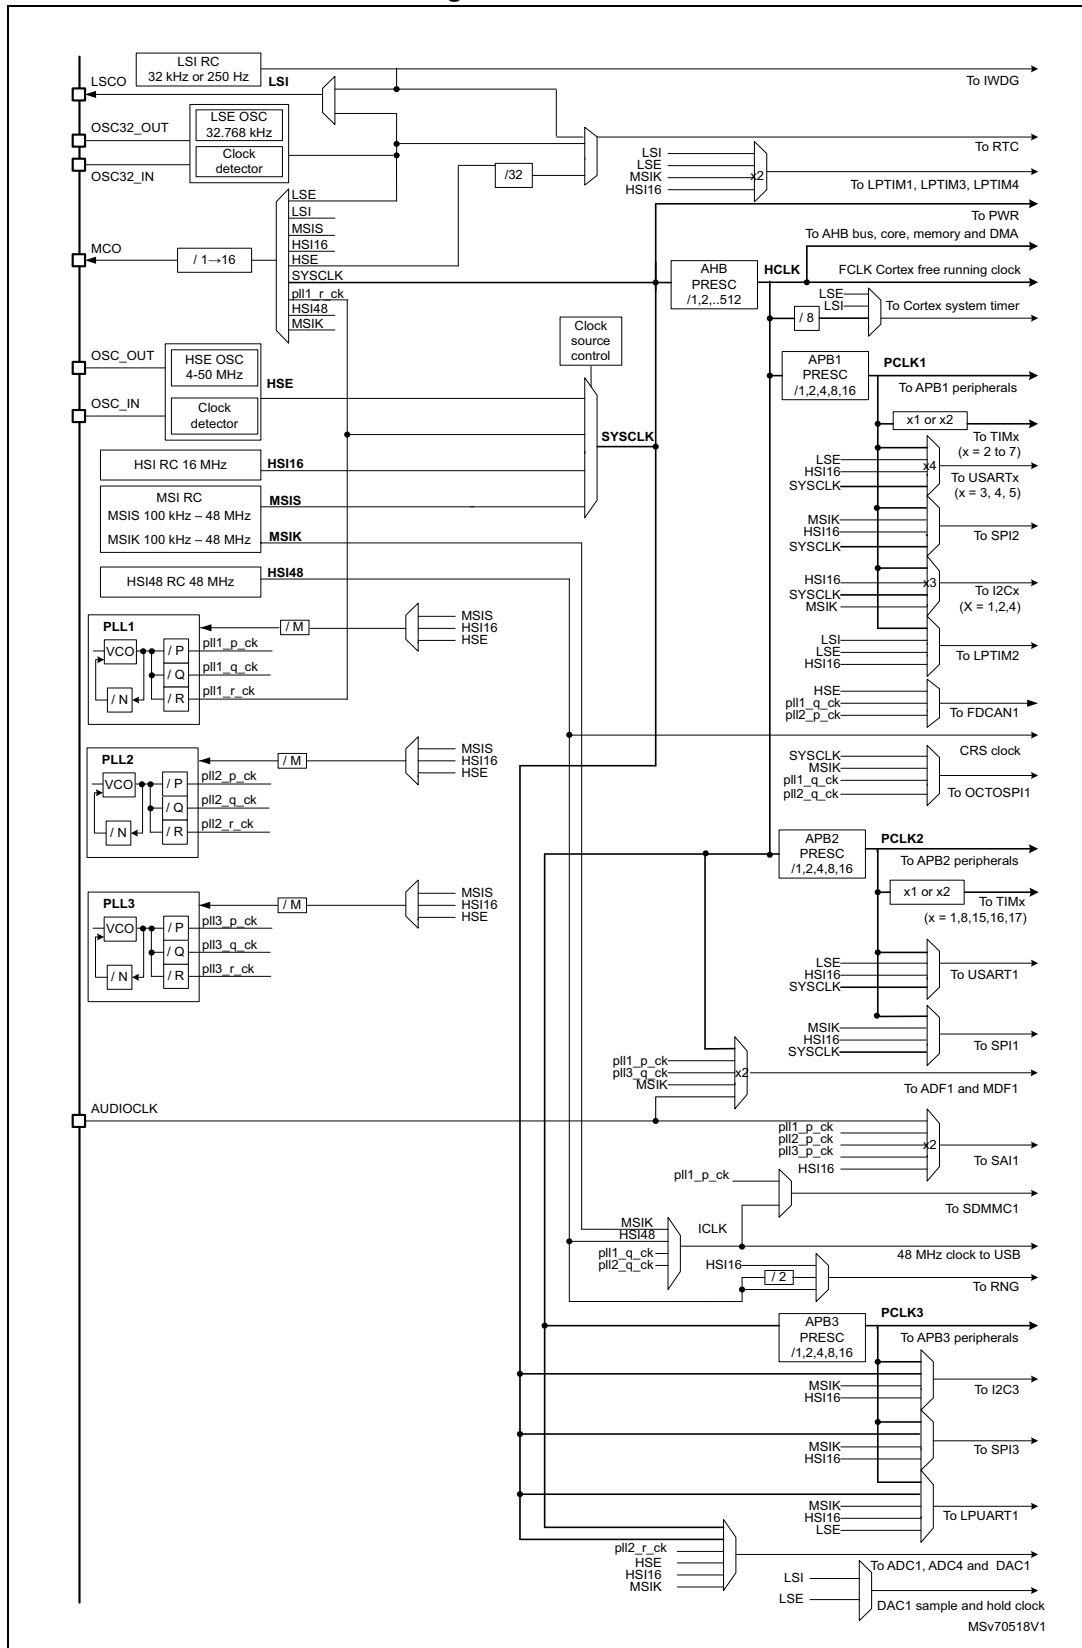 LSI RC
32 kHz or 250 Hz
LSCO
LSI
To IWDG
OSC32_OUT
LSE OSC
32.768 kHz
Clock
detector
OSC32_IN
/32
To RTC
LSI
LSE
MSIK
HSI16
x2
To LPTIM1, LPTIM3, LPTIM4
LSE
LSI
MSIS
HSI16
HSE
SYSCLK
pll1_r_ck
HSI48
MSIK
MCO
/ 1→16
To PWR
To AHB bus, core, memory and DMA
AHB
PRESC
/1,2,..512
HCLK
FCLK Cortex free running clock
LSE
LSI
/ 8
To Cortex system timer
OSC_OUT
HSE OSC
4-50 MHz
HSE
OSC_IN
Clock
detector
Clock
source
control
SYSCLK
APB1
PRESC
/1,2,4,8,16
PCLK1
To APB1 peripherals
x1 or x2
To TIMx
(x = 2 to 7)
HSI RC 16 MHz
HSI16
MSI RC
MSIS 100 kHz – 48 MHz
MSIK 100 kHz – 48 MHz
MSIS
MSIK
HSI48 RC 48 MHz
HSI48
LSE
HSI16
SYSCLK
x4
To USARTx
(x = 3, 4, 5)
MSIK
HSI16
SYSCLK
To SPI2
HSI16
SYSCLK
MSIK
x3
To I2Cx
(X = 1,2,4)
LSI
LSE
HSI16
To LPTIM2
HSE
pll1_q_ck
pll2_p_ck
To FDCAN1
CRS clock
SYSCLK
MSIK
pll1_q_ck
pll2_q_ck
To OCTOSPI1
PLL1
VCO
/ N
/ P
/ Q
/ R
pll1_p_ck
pll1_q_ck
pll1_r_ck
/ M
MSIS
HSI16
HSE
PLL2
VCO
/ N
/ P
/ Q
/ R
pll2_p_ck
pll2_q_ck
pll2_r_ck
/ M
MSIS
HSI16
HSE
PLL3
VCO
/ N
/ P
/ Q
/ R
pll3_p_ck
pll3_q_ck
pll3_r_ck
/ M
MSIS
HSI16
HSE
APB2
PRESC
/1,2,4,8,16
PCLK2
To APB2 peripherals
x1 or x2
To TIMx
(x = 1,8,15,16,17)
LSE
HSI16
SYSCLK
To USART1
MSIK
HSI16
SYSCLK
To SPI1
pll1_p_ck
pll3_q_ck
MSIK
x2
To ADF1 and MDF1
AUDIOCLK
pll1_p_ck
pll2_p_ck
pll3_p_ck
HSI16
x2
To SAI1
pll1_p_ck
To SDMMC1
MSIK
HSI48
pll1_q_ck
pll2_q_ck
ICLK
48 MHz clock to USB
HSI16
/ 2
To RNG
APB3
PRESC
/1,2,4,8,16
PCLK3
To APB3 peripherals
MSIK
HSI16
To I2C3
MSIK
HSI16
To SPI3
MSIK
HSI16
LSE
To LPUART1
pll2_r_ck
HSE
HSI16
MSIK
To ADC1, ADC4 and DAC1
LSI
LSE
DAC1 sample and hold clock
MSv70518V1